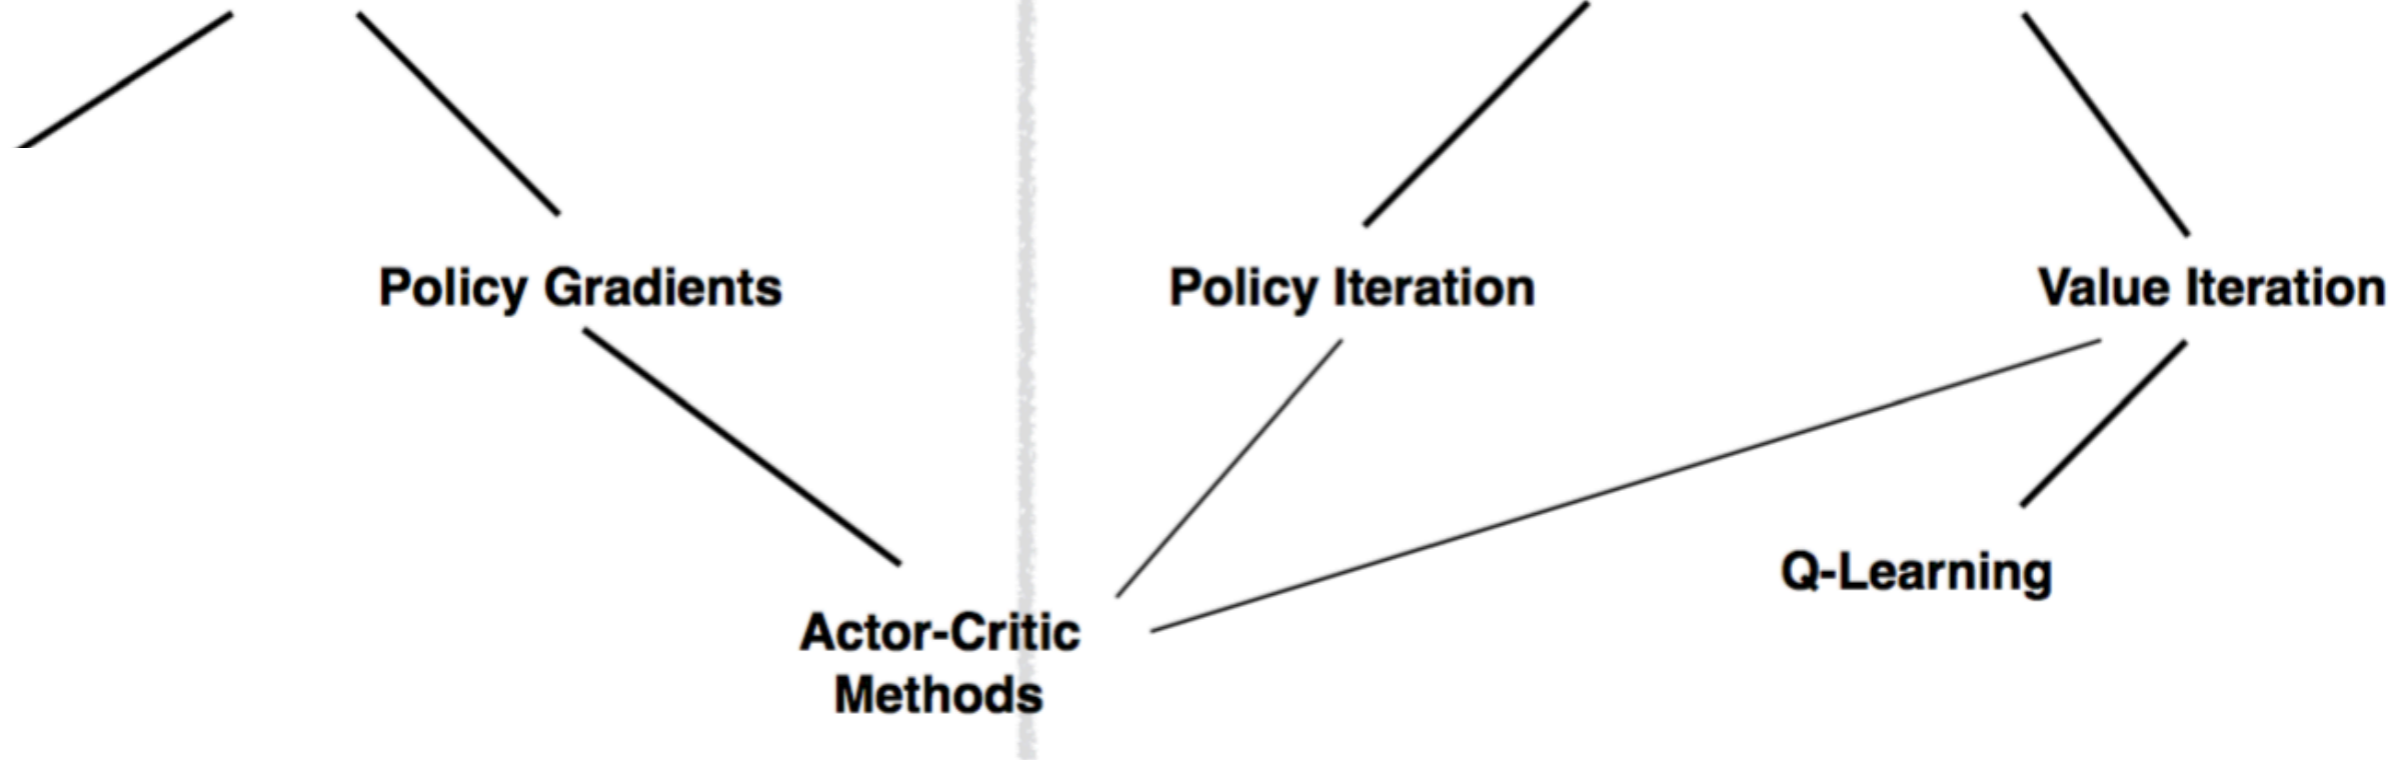 Policy Gradients
Policy Iteration
Value Iteration
Q-Learning
Actor-Critic
Methods